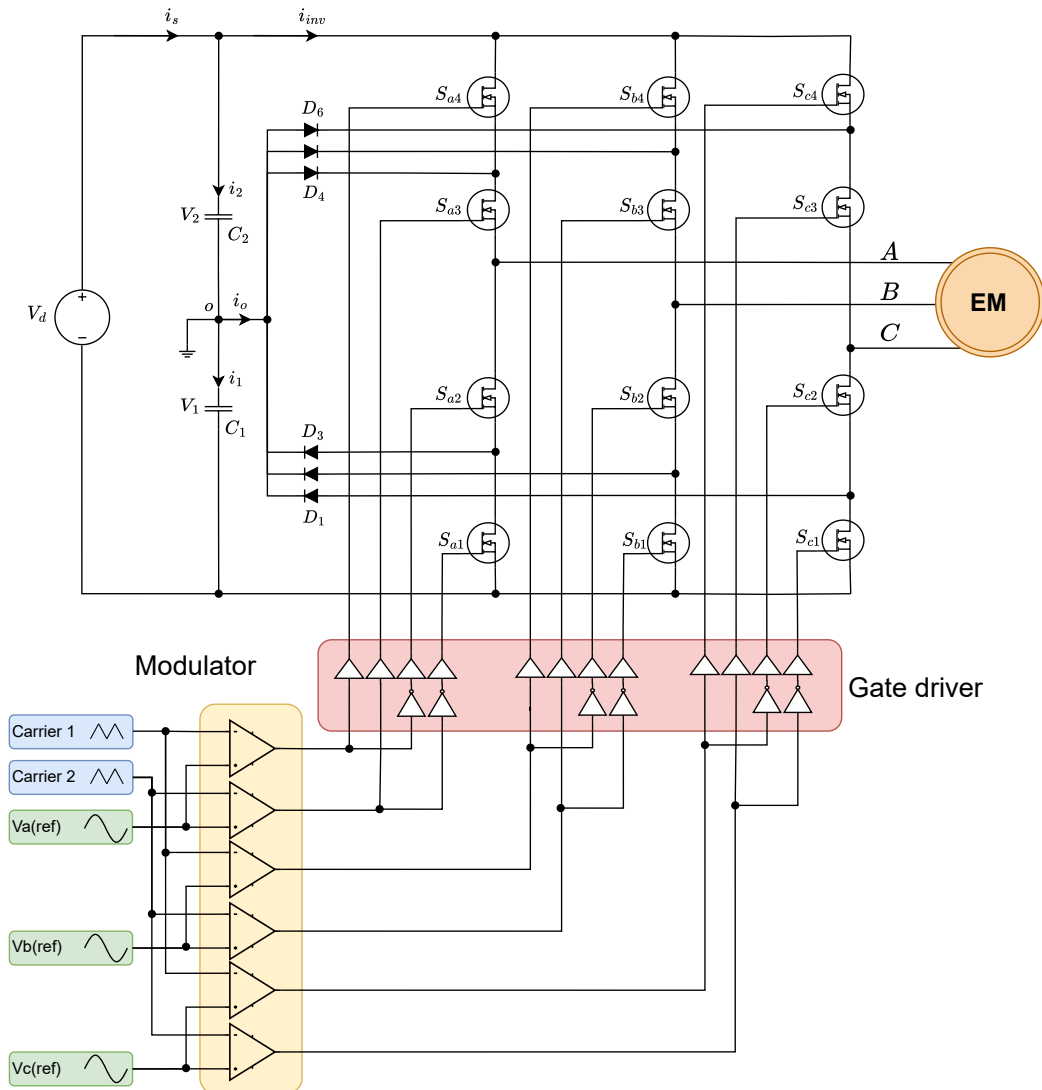 i_s
i_inv
S_a4
S_b4
S_c4
D_6
D_4
i_2
V_2
C_2
S_a3
S_b3
S_c3
A
B
EM
C
V_d
+
−
o
i_o
i_1
V_1
C_1
S_a2
S_b2
S_c2
D_3
D_1
S_a1
S_b1
S_c1
Modulator
Gate driver
Carrier 1
Carrier 2
Va(ref)
Vb(ref)
Vc(ref)
-
+
-
+
-
+
-
+
-
+
-
+